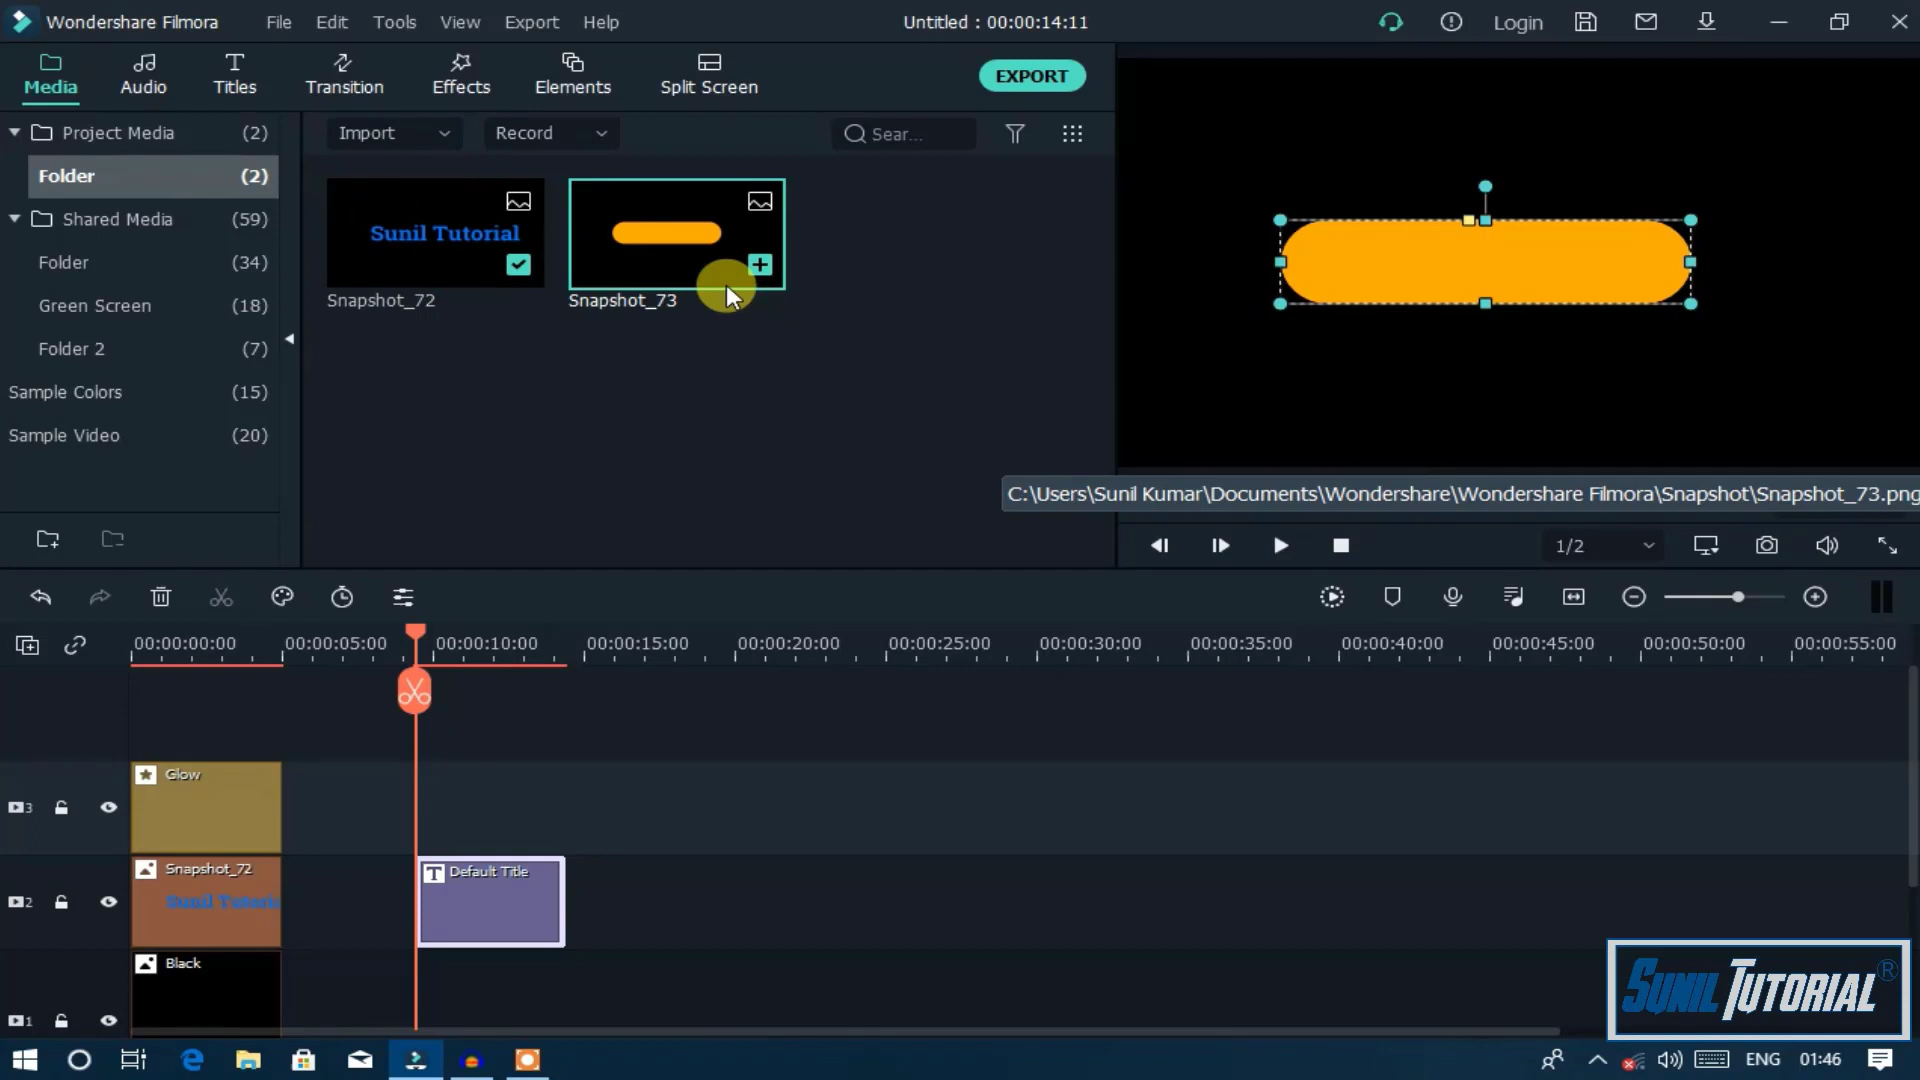 Wondershare Filmora File Edit Tools View Export Help Untitled : 00:00:14:11 Login
Media Audio Titles Transition Effects Elements Split Screen EXPORT
Project Media (2) Import Record Sear...
Folder (2)
Shared Media (59)
Folder (34)
Green Screen (18)
Folder 2 (7)
Sample Colors (15)
Sample Video (20)
Sunil Tutorial
Snapshot_72 Snapshot_73
C:\Users\Sunil Kumar\Documents\Wondershare\Wondershare Filmora\Snapshot\Snapshot_73.png
1/2
00:00:00:00 00:00:05:00 00:00:10:00 00:00:15:00 00:00:20:00 00:00:25:00 00:00:30:00 00:00:35:00 00:00:40:00 00:00:45:00 00:00:50:00 00:00:55:00
Glow
3
Snapshot_72 T Default Title
2 Sunil Tutoria
Black
1
SUNIL TUTORIAL®
ENG 01:46